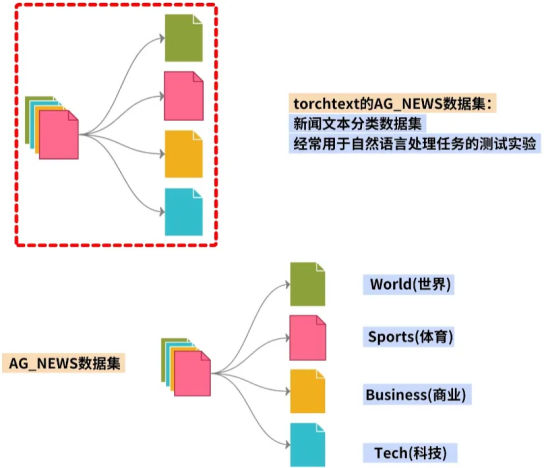 torchtext的AG_NEWS数据集：
新闻文本分类数据集
经常用于自然语言处理任务的测试实验
World(世界)
Sports(体育)
AG_NEWS数据集
Business(商业)
Tech(科技)